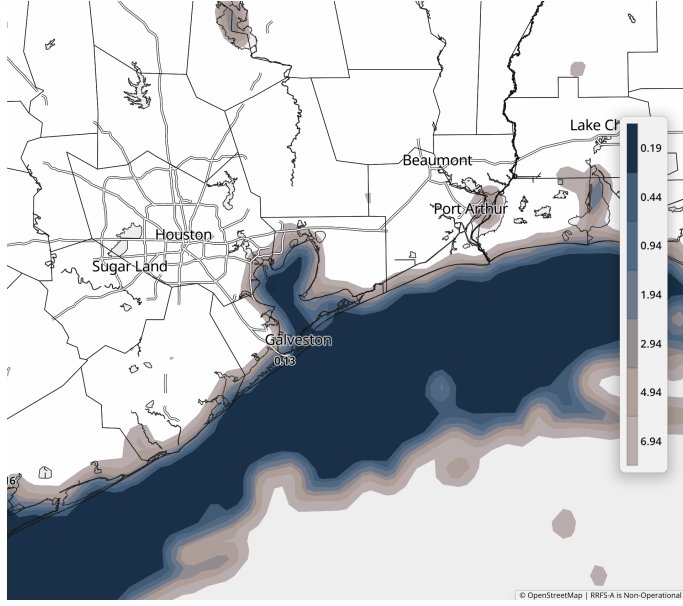 Lake Ch
Beaumont
Port Arthur
Houston
Sugar Land
Galveston
0.13
0.19
0.44
0.94
1.94
2.94
4.94
6.94
© OpenStreetMap | RRFS-A is Non-Operational